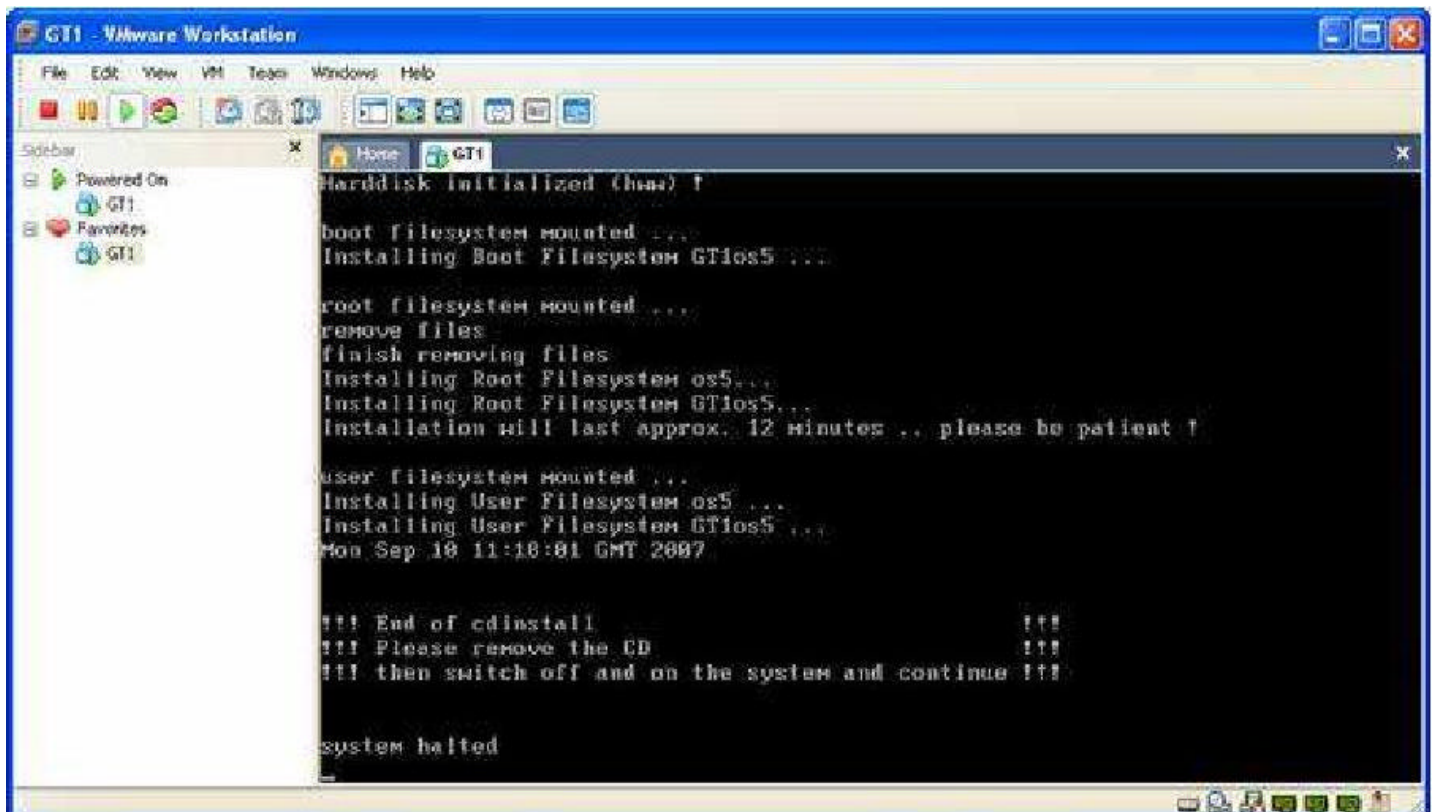 GT1 - VMware Workstation
File Edit View VM Team Windows Help
Sidebar
Powered On
GT1
Favorites
GT1
Home GT1
Harddisk initialized (hww) !
boot filesystem mounted ...
Installing Boot Filesystem GT1os5 ...
root filesystem mounted ...
remove files
finish removing files
Installing Root Filesystem os5...
Installing Root Filesystem GT1os5...
Installation will last approx. 12 minutes .. please be patient !
user filesystem mounted ...
Installing User Filesystem os5 ...
Installing User Filesystem GT1os5 ...
Mon Sep 10 11:18:01 GMT 2007
!!! End of cdinstall !!!
!!! Please remove the CD !!!
!!! then switch off and on the system and continue !!!
system halted